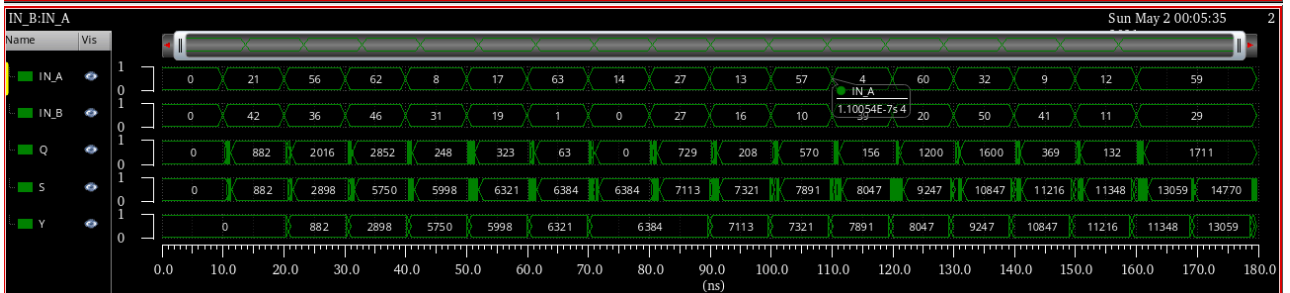 IN_B:IN_A Sun May 2 00:05:35 2
Name Vis
IN_A 1 0 0 21 56 62 8 17 63 14 27 13 57 4 60 32 9 12 59
IN_A
1.10054E-7s 4
IN_B 1 0 0 42 36 46 31 19 1 0 27 16 10 39 20 50 41 11 29
Q 1 0 0 882 2016 2852 248 323 63 0 729 208 570 156 1200 1600 369 132 1711
S 1 0 0 882 2898 5750 5998 6321 6384 6384 7113 7321 7891 8047 9247 10847 11216 11348 13059 14770
Y 1 0 0 882 2898 5750 5998 6321 6384 7113 7321 7891 8047 9247 10847 11216 11348 13059
0.0 10.0 20.0 30.0 40.0 50.0 60.0 70.0 80.0 90.0 100.0 110.0 120.0 130.0 140.0 150.0 160.0 170.0 180.0
(ns)